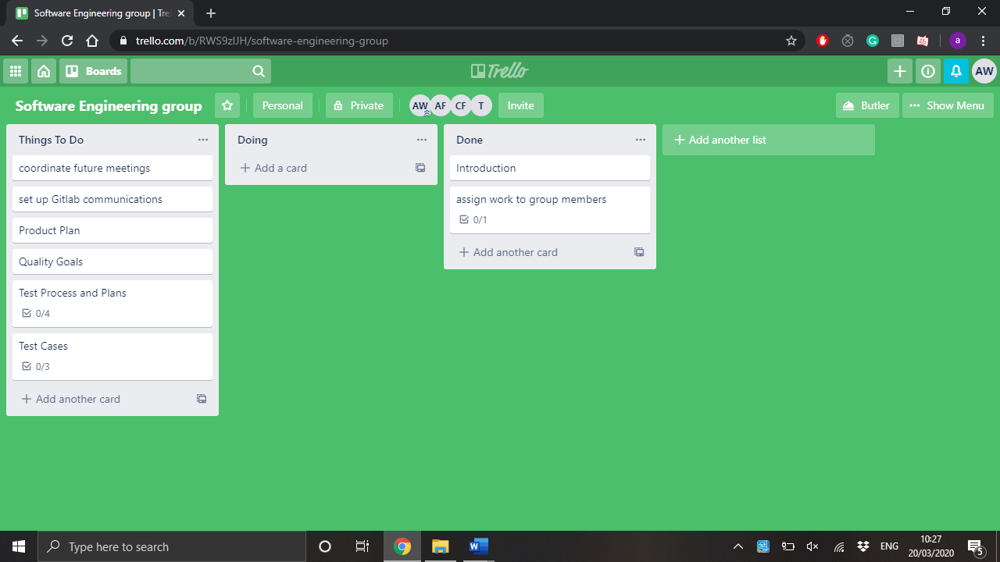 Software Engineering group | Tre
trello.com/b/RWS9zlJH/software-engineering-group
a
Boards
Trello
AW
Software Engineering group
Personal
Private
AW AF CF T
Invite
Butler
Show Menu
Things To Do
coordinate future meetings
set up Gitlab communications
Product Plan
Quality Goals
Test Process and Plans
0/4
Test Cases
0/3
Add another card
Doing
Add a card
Done
Introduction
assign work to group members
0/1
Add another card
Add another list
Type here to search
ENG
10:27
20/03/2020
5